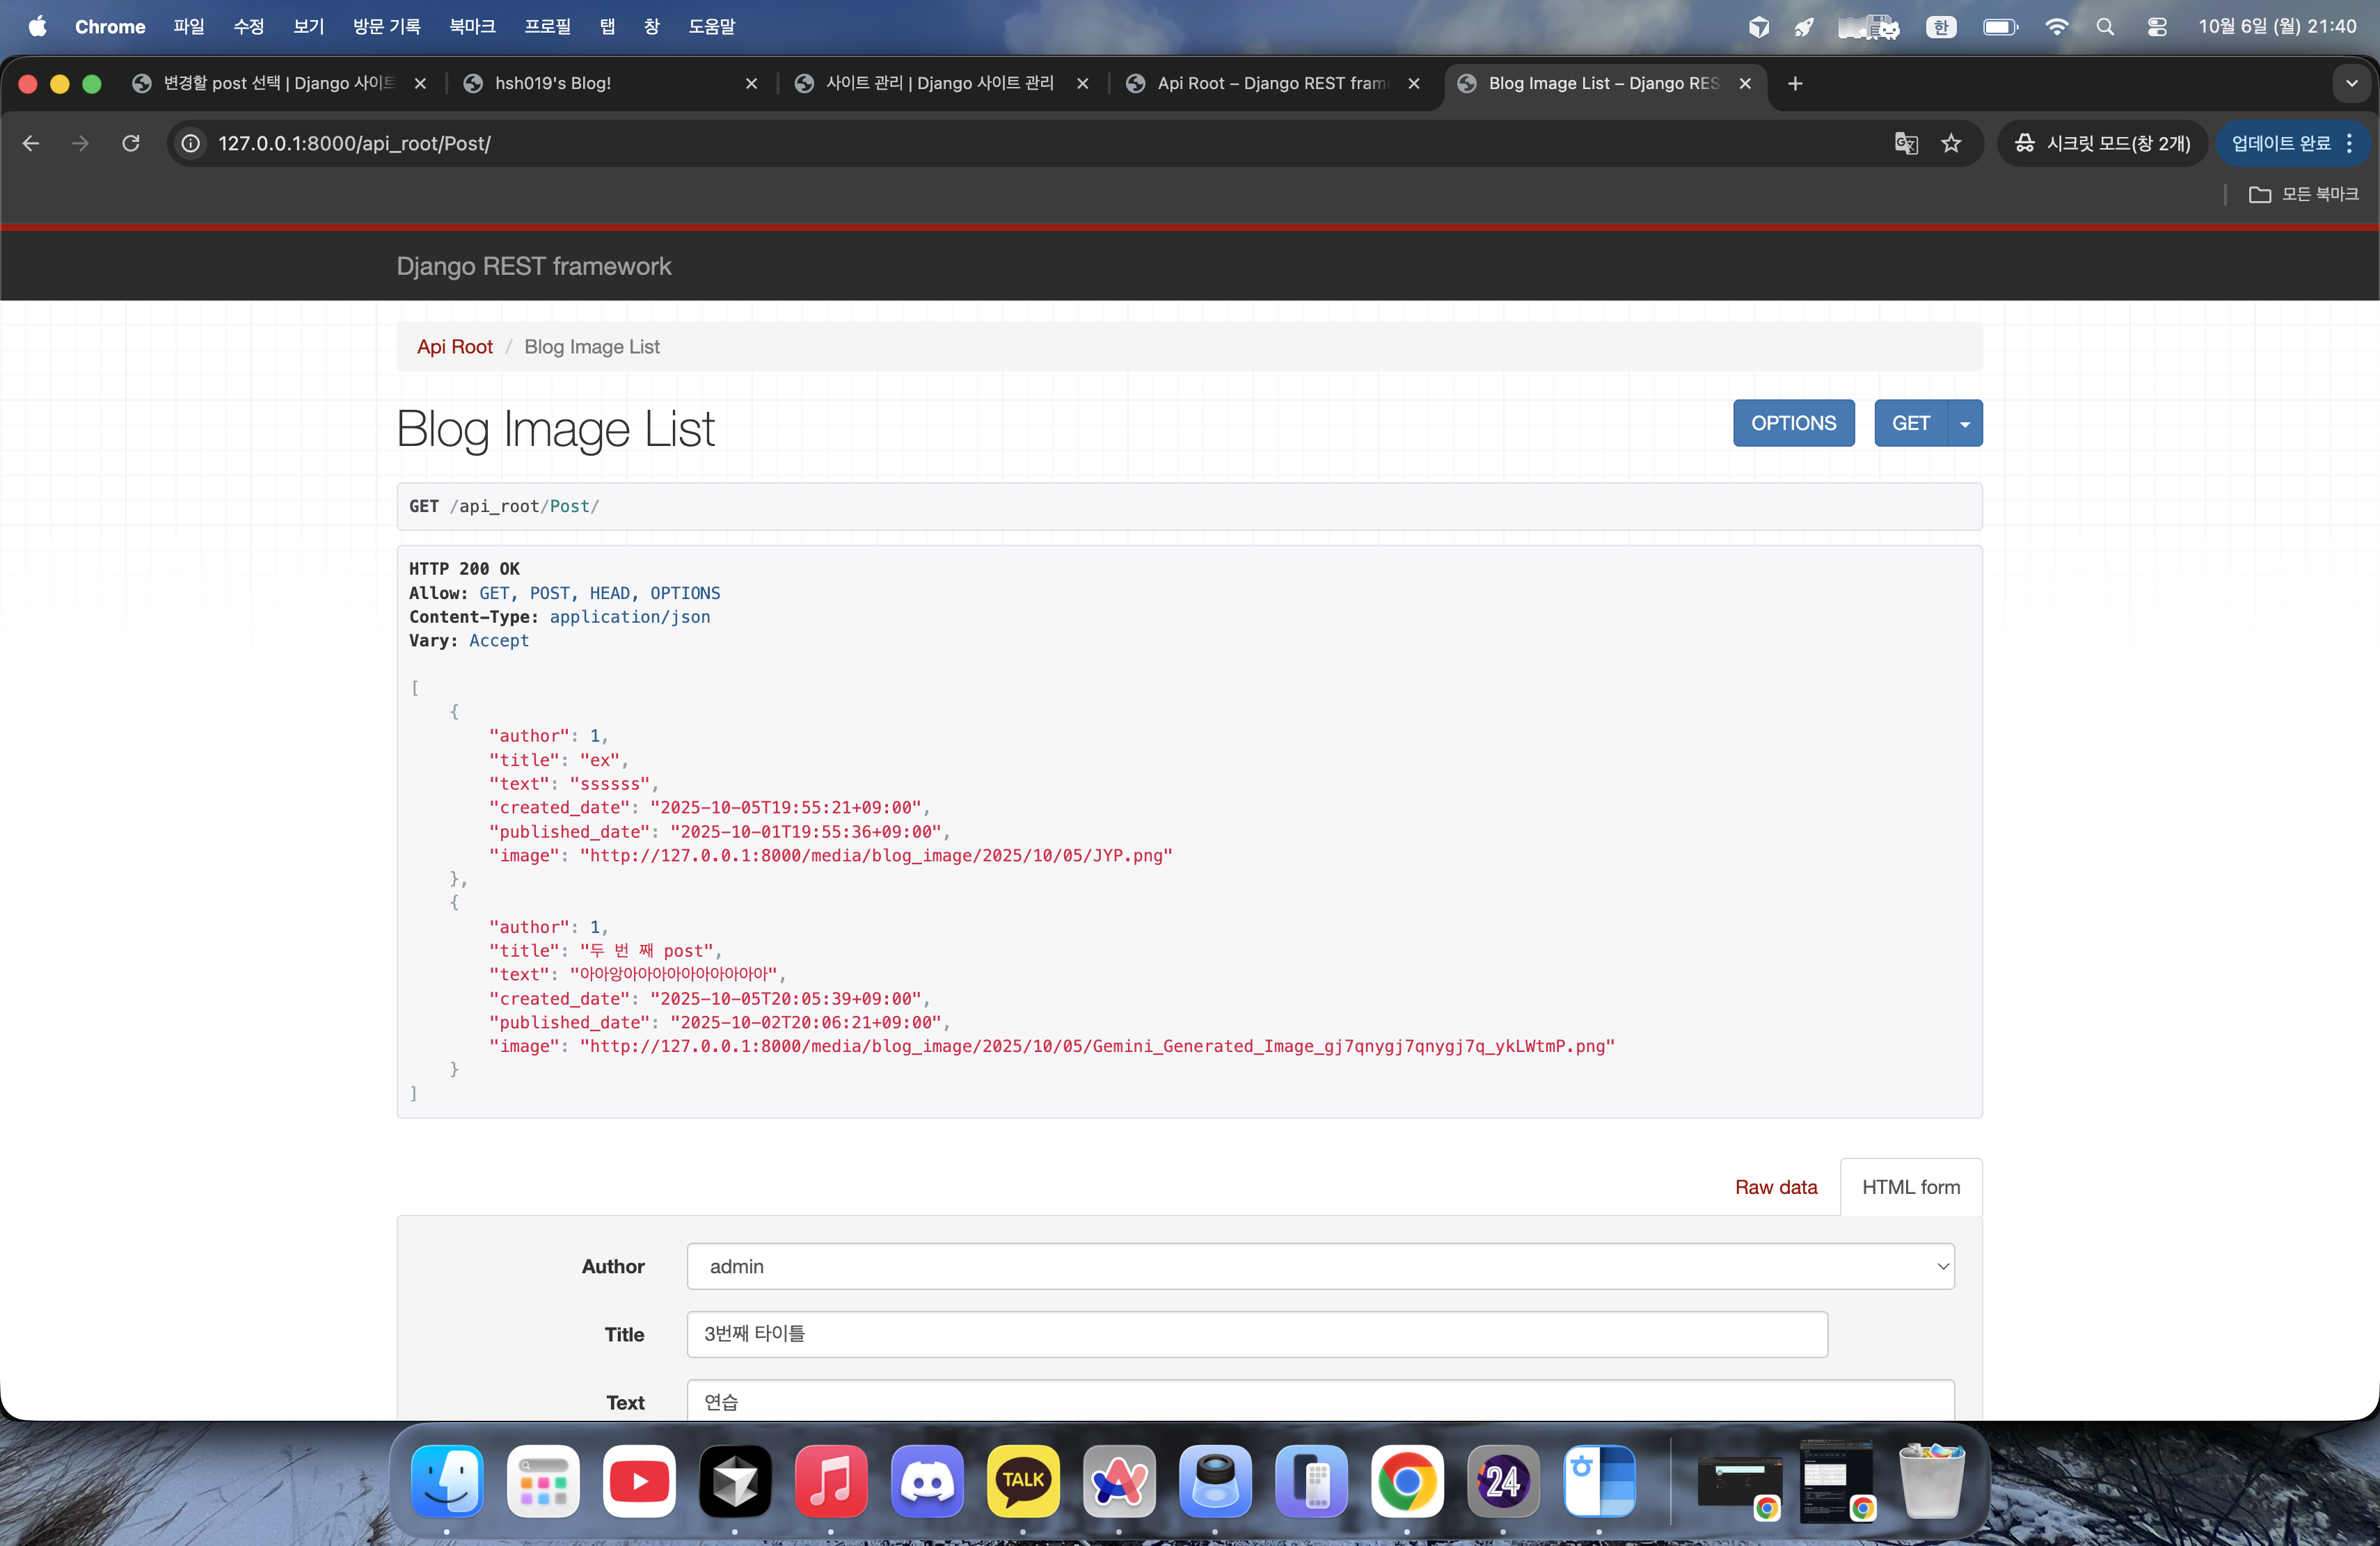 Chrome 파일 수정 보기 방문 기록 북마크 프로필 탭 창 도움말 한 10월 6일 (월) 21:40
변경할 post 선택 | Django 사이트 hsh019's Blog! 사이트 관리 | Django 사이트 관리 Api Root – Django REST fram Blog Image List – Django RES
127.0.0.1:8000/api_root/Post/ 시크릿 모드(창 2개) 업데이트 완료
모든 북마크
Django REST framework
Api Root / Blog Image List
Blog Image List OPTIONS GET
GET /api_root/Post/
HTTP 200 OK
Allow: GET, POST, HEAD, OPTIONS
Content-Type: application/json
Vary: Accept
[
{
"author": 1,
"title": "ex",
"text": "ssssss",
"created_date": "2025-10-05T19:55:21+09:00",
"published_date": "2025-10-01T19:55:36+09:00",
"image": "http://127.0.0.1:8000/media/blog_image/2025/10/05/JYP.png"
},
{
"author": 1,
"title": "두 번 째 post",
"text": "아아앙아아아아아아아아아아",
"created_date": "2025-10-05T20:05:39+09:00",
"published_date": "2025-10-02T20:06:21+09:00",
"image": "http://127.0.0.1:8000/media/blog_image/2025/10/05/Gemini_Generated_Image_gj7qnygj7qnygj7q_ykLWtmP.png"
}
]
Raw data HTML form
Author admin
Title 3번째 타이틀
Text 연습
TALK 24 ㅎ